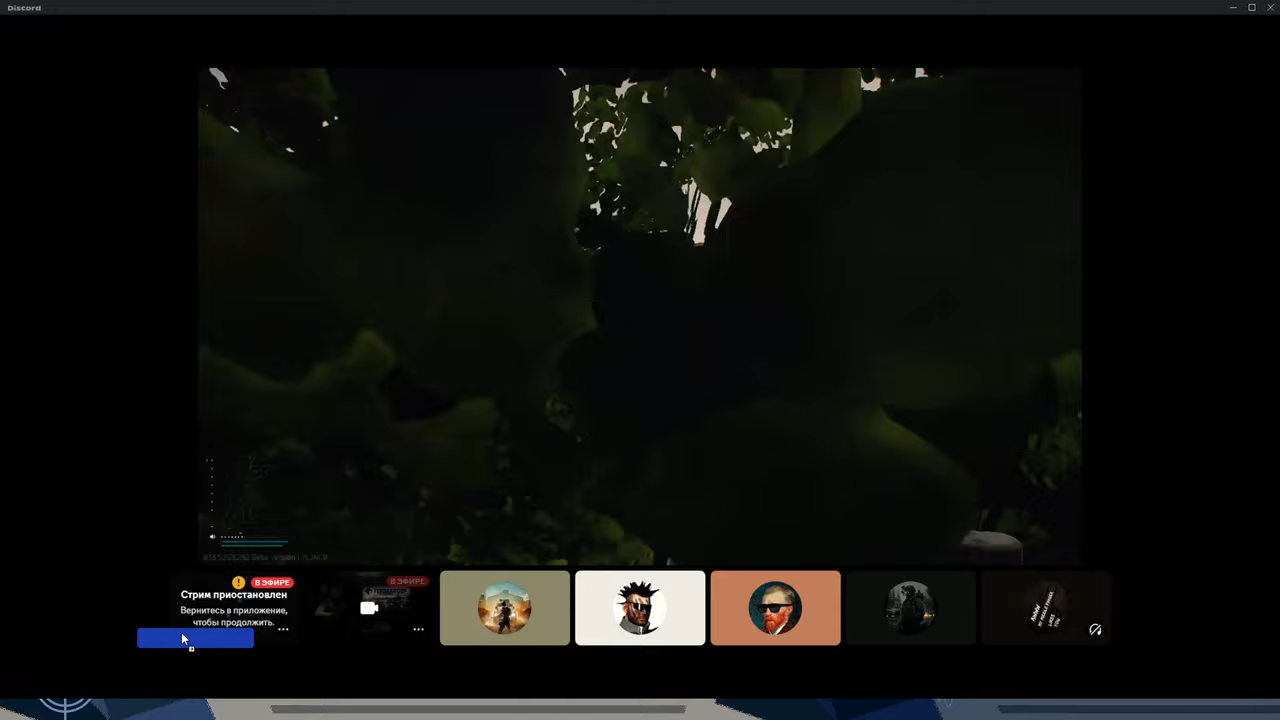 Discord
В ЭФИРЕ
Стрим приостановлен
Вернитесь в приложение,
чтобы продолжить.
В ЭФИРЕ